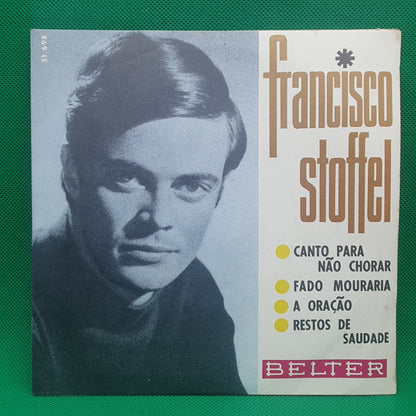 51.698
francisco
stoffel
CANTO PARA
NÃO CHORAR
FADO MOURARIA
A ORAÇÃO
RESTOS DE
SAUDADE
BELTER